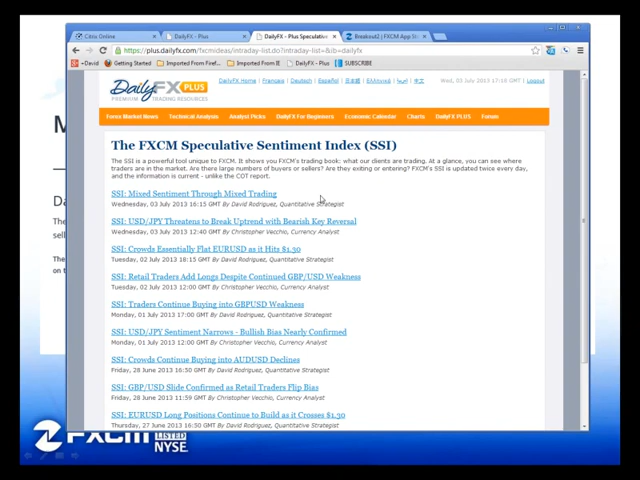 Citrix Online
DailyFX - Plus
DailyFX - Plus Speculative
Breakout2 | FXCM App St
https://plus.dailyfx.com/fxcmideas/intraday-list.do?intraday-list=&ib=dailyfx
+David
Getting Started
Imported From Firef
Imported From IE
DailyFX - Plus
SUBSCRIBE
DailyFX PLUS
PREMIUM TRADING RESOURCES
DailyFX Home | Francais | Deutsch | Español | 日本語 | Ελληνικά | عربي | 中文
Wed, 03 July 2013 17:18 GMT | Logout
Forex Market News
Technical Analysis
Analyst Picks
DailyFX For Beginners
Economic Calendar
Charts
DailyFX PLUS
Forum
The FXCM Speculative Sentiment Index (SSI)
The SSI is a powerful tool unique to FXCM. It shows you FXCM's trading book: what our clients are trading. At a glance, you can see where
traders are in the market. Are there large numbers of buyers or sellers? Are they exiting or entering? FXCM's SSI is updated twice every day,
and the information is current - unlike the COT report.
SSI: Mixed Sentiment Through Mixed Trading
Wednesday, 03 July 2013 16:15 GMT By David Rodriguez, Quantitative Strategist
SSI: USD/JPY Threatens to Break Uptrend with Bearish Key Reversal
Wednesday, 03 July 2013 12:40 GMT By Christopher Vecchio, Currency Analyst
SSI: Crowds Essentially Flat EURUSD as it Hits $1.30
Tuesday, 02 July 2013 18:15 GMT By David Rodriguez, Quantitative Strategist
SSI: Retail Traders Add Longs Despite Continued GBP/USD Weakness
Tuesday, 02 July 2013 12:00 GMT By Christopher Vecchio, Currency Analyst
SSI: Traders Continue Buying into GBPUSD Weakness
Monday, 01 July 2013 17:00 GMT By David Rodriguez, Quantitative Strategist
SSI: USD/JPY Sentiment Narrows - Bullish Bias Nearly Confirmed
Monday, 01 July 2013 12:00 GMT By Christopher Vecchio, Currency Analyst
SSI: Crowds Continue Buying into AUDUSD Declines
Friday, 28 June 2013 16:30 GMT By David Rodriguez, Quantitative Strategist
SSI: GBP/USD Slide Confirmed as Retail Traders Flip Bias
Friday, 28 June 2013 11:59 GMT By Christopher Vecchio, Currency Analyst
SSI: EURUSD Long Positions Continue to Build as it Crosses $1.30
Thursday, 27 June 2013 16:50 GMT By David Rodriguez, Quantitative Strategist
M
Da
The
sell
The
on t
FXCM
LISTED
NYSE